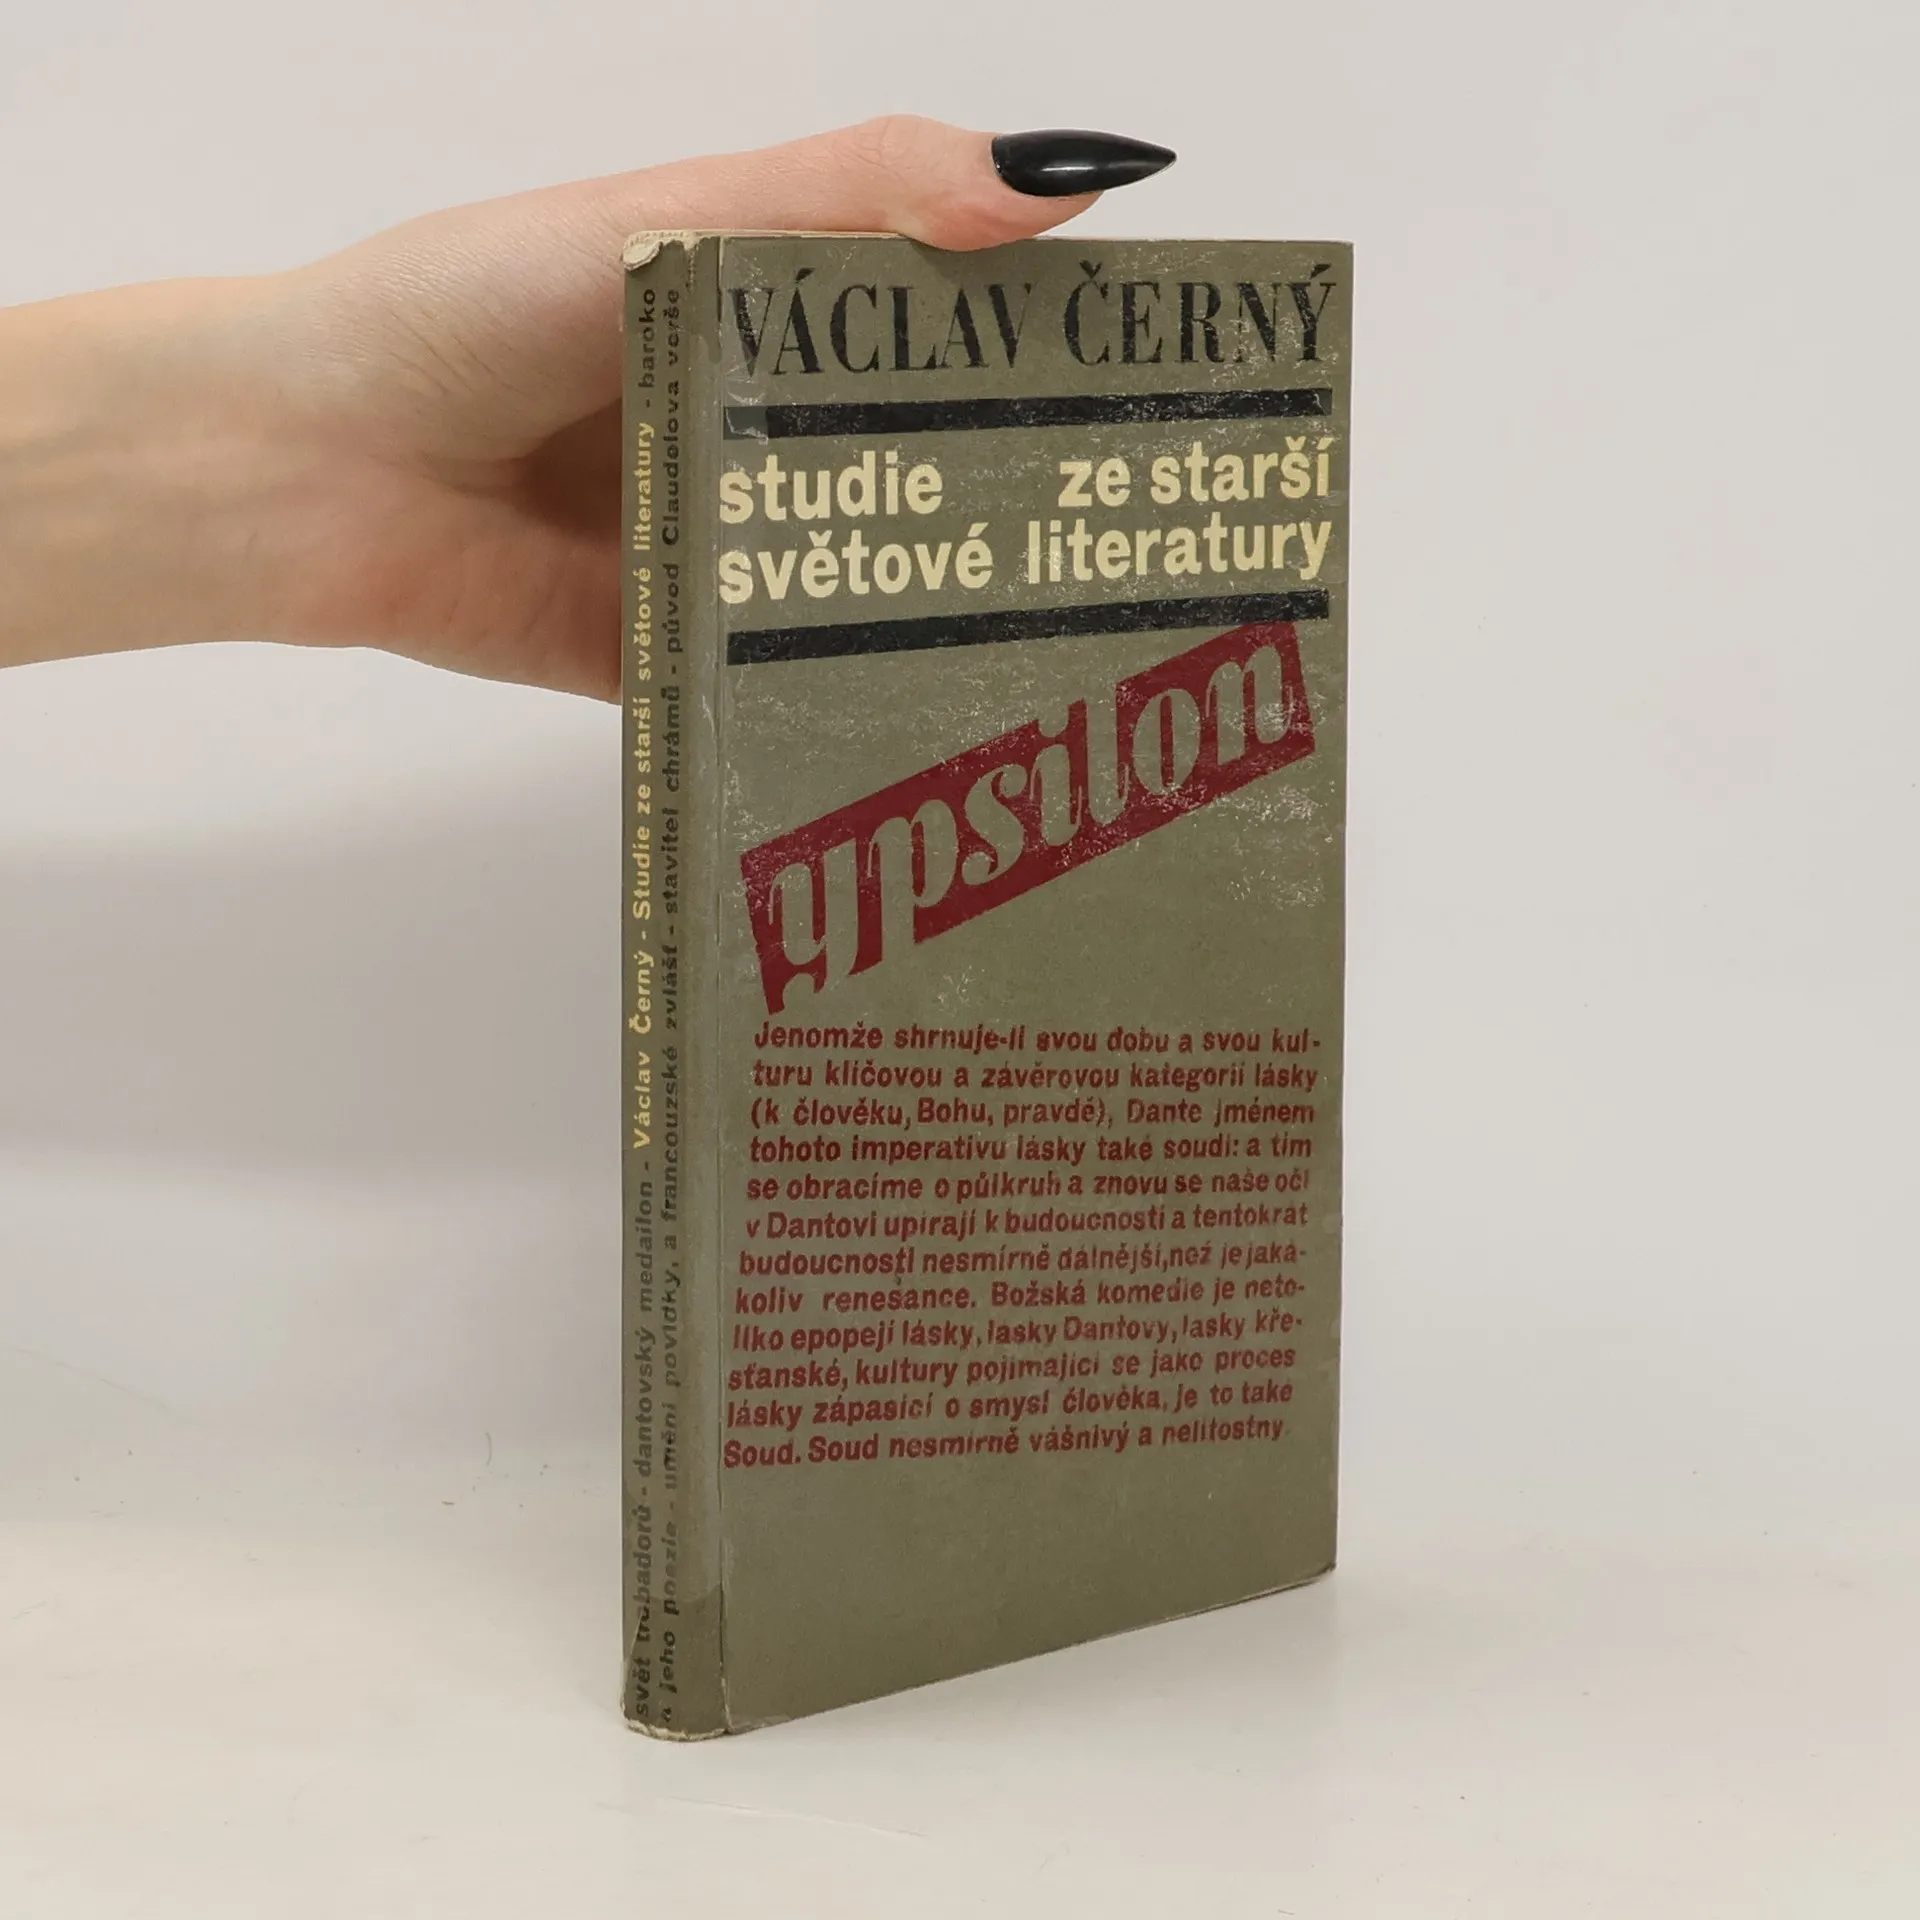 VÁCLAV ČERNÝ
studie ze starší
světové literatury
ypsilon
Jenomže shrnuje-li svou dobu a svou kul-
turu klíčovou a závěrovou kategorií lásky
(k člověku, Bohu, pravdě), Dante jménem
tohoto imperativu lásky také soudí: a tím
se obracíme o půlkruh a znovu se naše oči
v Dantovi upírají k budoucnosti a tentokrát
budoucnosti nesmírně dálnější, než je jaká-
koliv renesance. Božská komedie je neto-
liko epopejí lásky, lásky Dantovy, lásky kře-
sťanské, kultury pojímající se jako proces
lásky zápasící o smysl člověka, je to také
Soud. Soud nesmírně vášnivý a nelítostný.
svět trubadorů - dantovský medailon - Václav Černý - Studie ze starší světové literatury - baroko
a jeho poezie - umění povídky, a francouzské zvlášť - stavitel chrámů - původ Claudelova verše